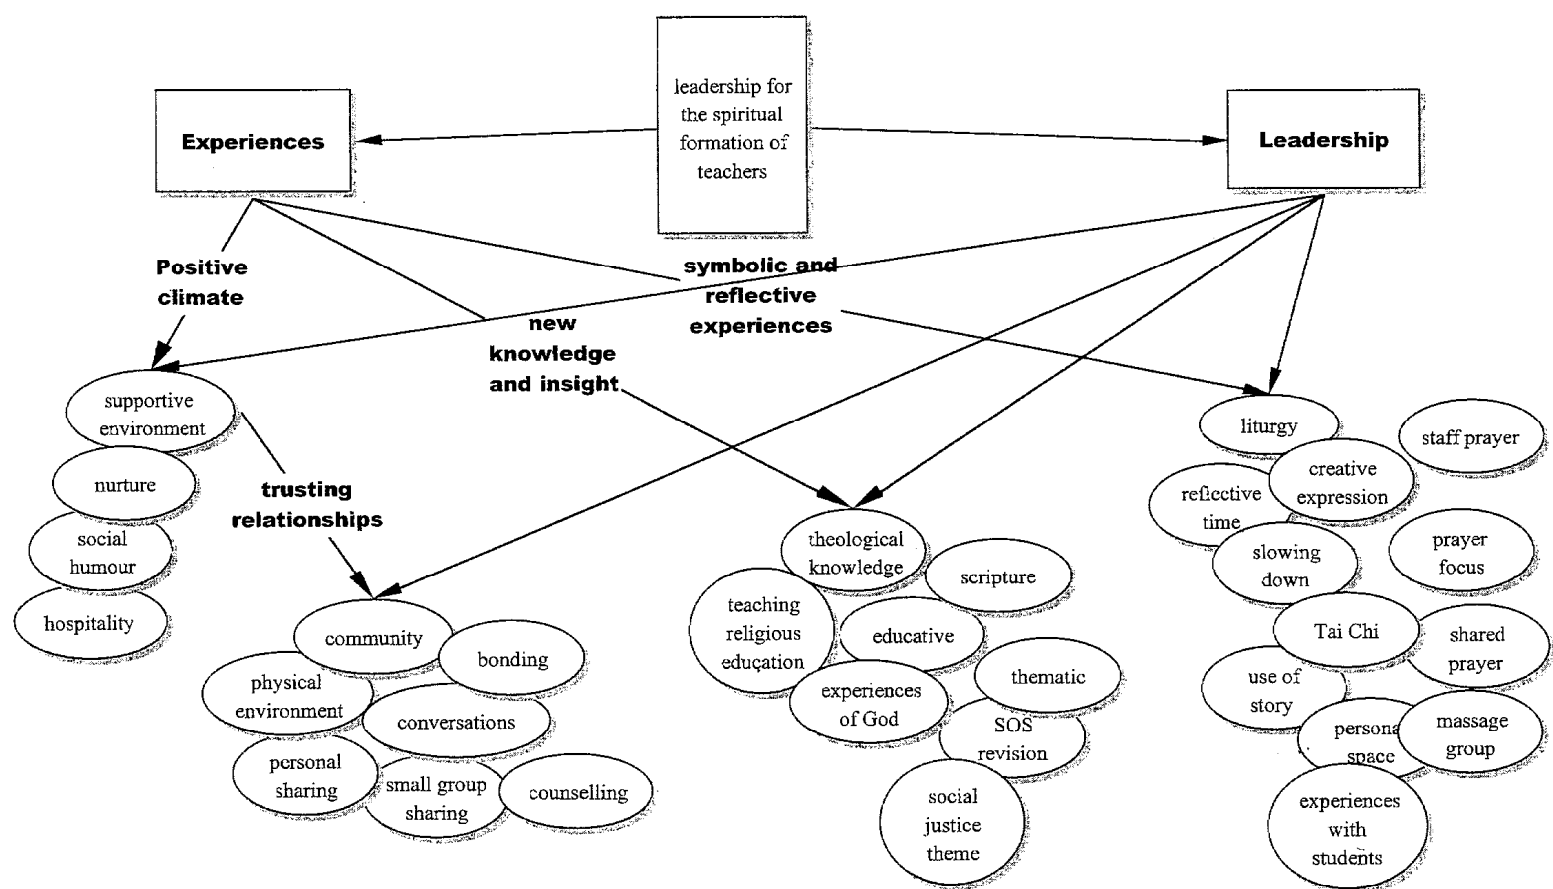 leadership for
the spiritual
formation of
teachers
Experiences
Leadership
Positive
climate
symbolic and
reflective
experiences
new
knowledge
and insight
trusting
relationships
supportive
environment
nurture
social
humour
hospitality
community
bonding
physical
environment
conversations
personal
sharing
small group
sharing
counselling
theological
knowledge
scripture
teaching
religious
education
educative
experiences
of God
thematic
SOS
revision
social
justice
theme
liturgy
staff prayer
creative
expression
reflective
time
slowing
down
prayer
focus
Tai Chi
shared
prayer
use of
story
personal
space
massage
group
experiences
with
students